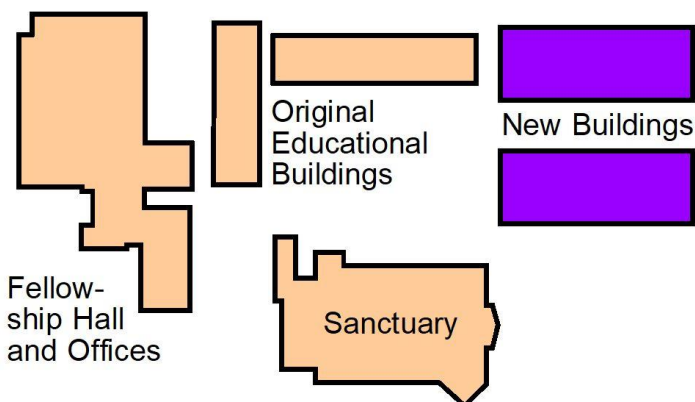 Original
Educational
Buildings
New Buildings
Fellow-
ship Hall
and Offices
Sanctuary